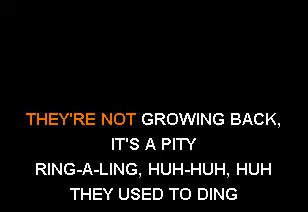 THEY'RE NOT GROWING BACK,
IT'S A PITY
RING-A-LING, HUH-HUH, HUH
THEY USED TO DING